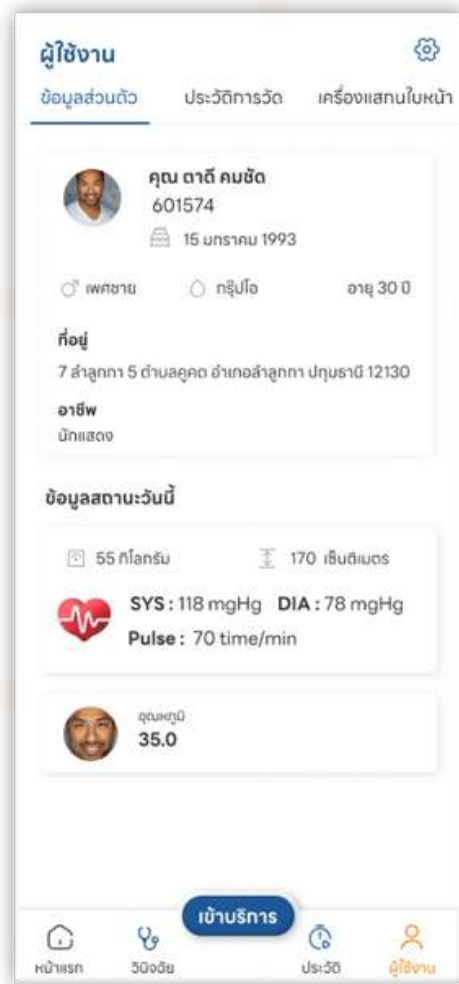 ผู้ใช้งาน
ข้อมูลส่วนตัว ประวัติการวัด เครื่องแสกนใบหน้า
คุณ ตาดี คมชัด
601574
15 มกราคม 1993
เพศชาย กรุ๊ปโอ อายุ 30 ปี
ที่อยู่
7 ลำลูกกา 5 ตำบลคูคต อำเภอลำลูกกา ปทุมธานี 12130
อาชีพ
นักแสดง
ข้อมูลสถานะวันนี้
55 กิโลกรัม 170 เซ็นติเมตร
SYS : 118 mgHg DIA : 78 mgHg
Pulse : 70 time/min
อุณหภูมิ
35.0
เข้าบริการ
หน้าแรก วินิจฉัย ประวัติ ผู้ใช้งาน